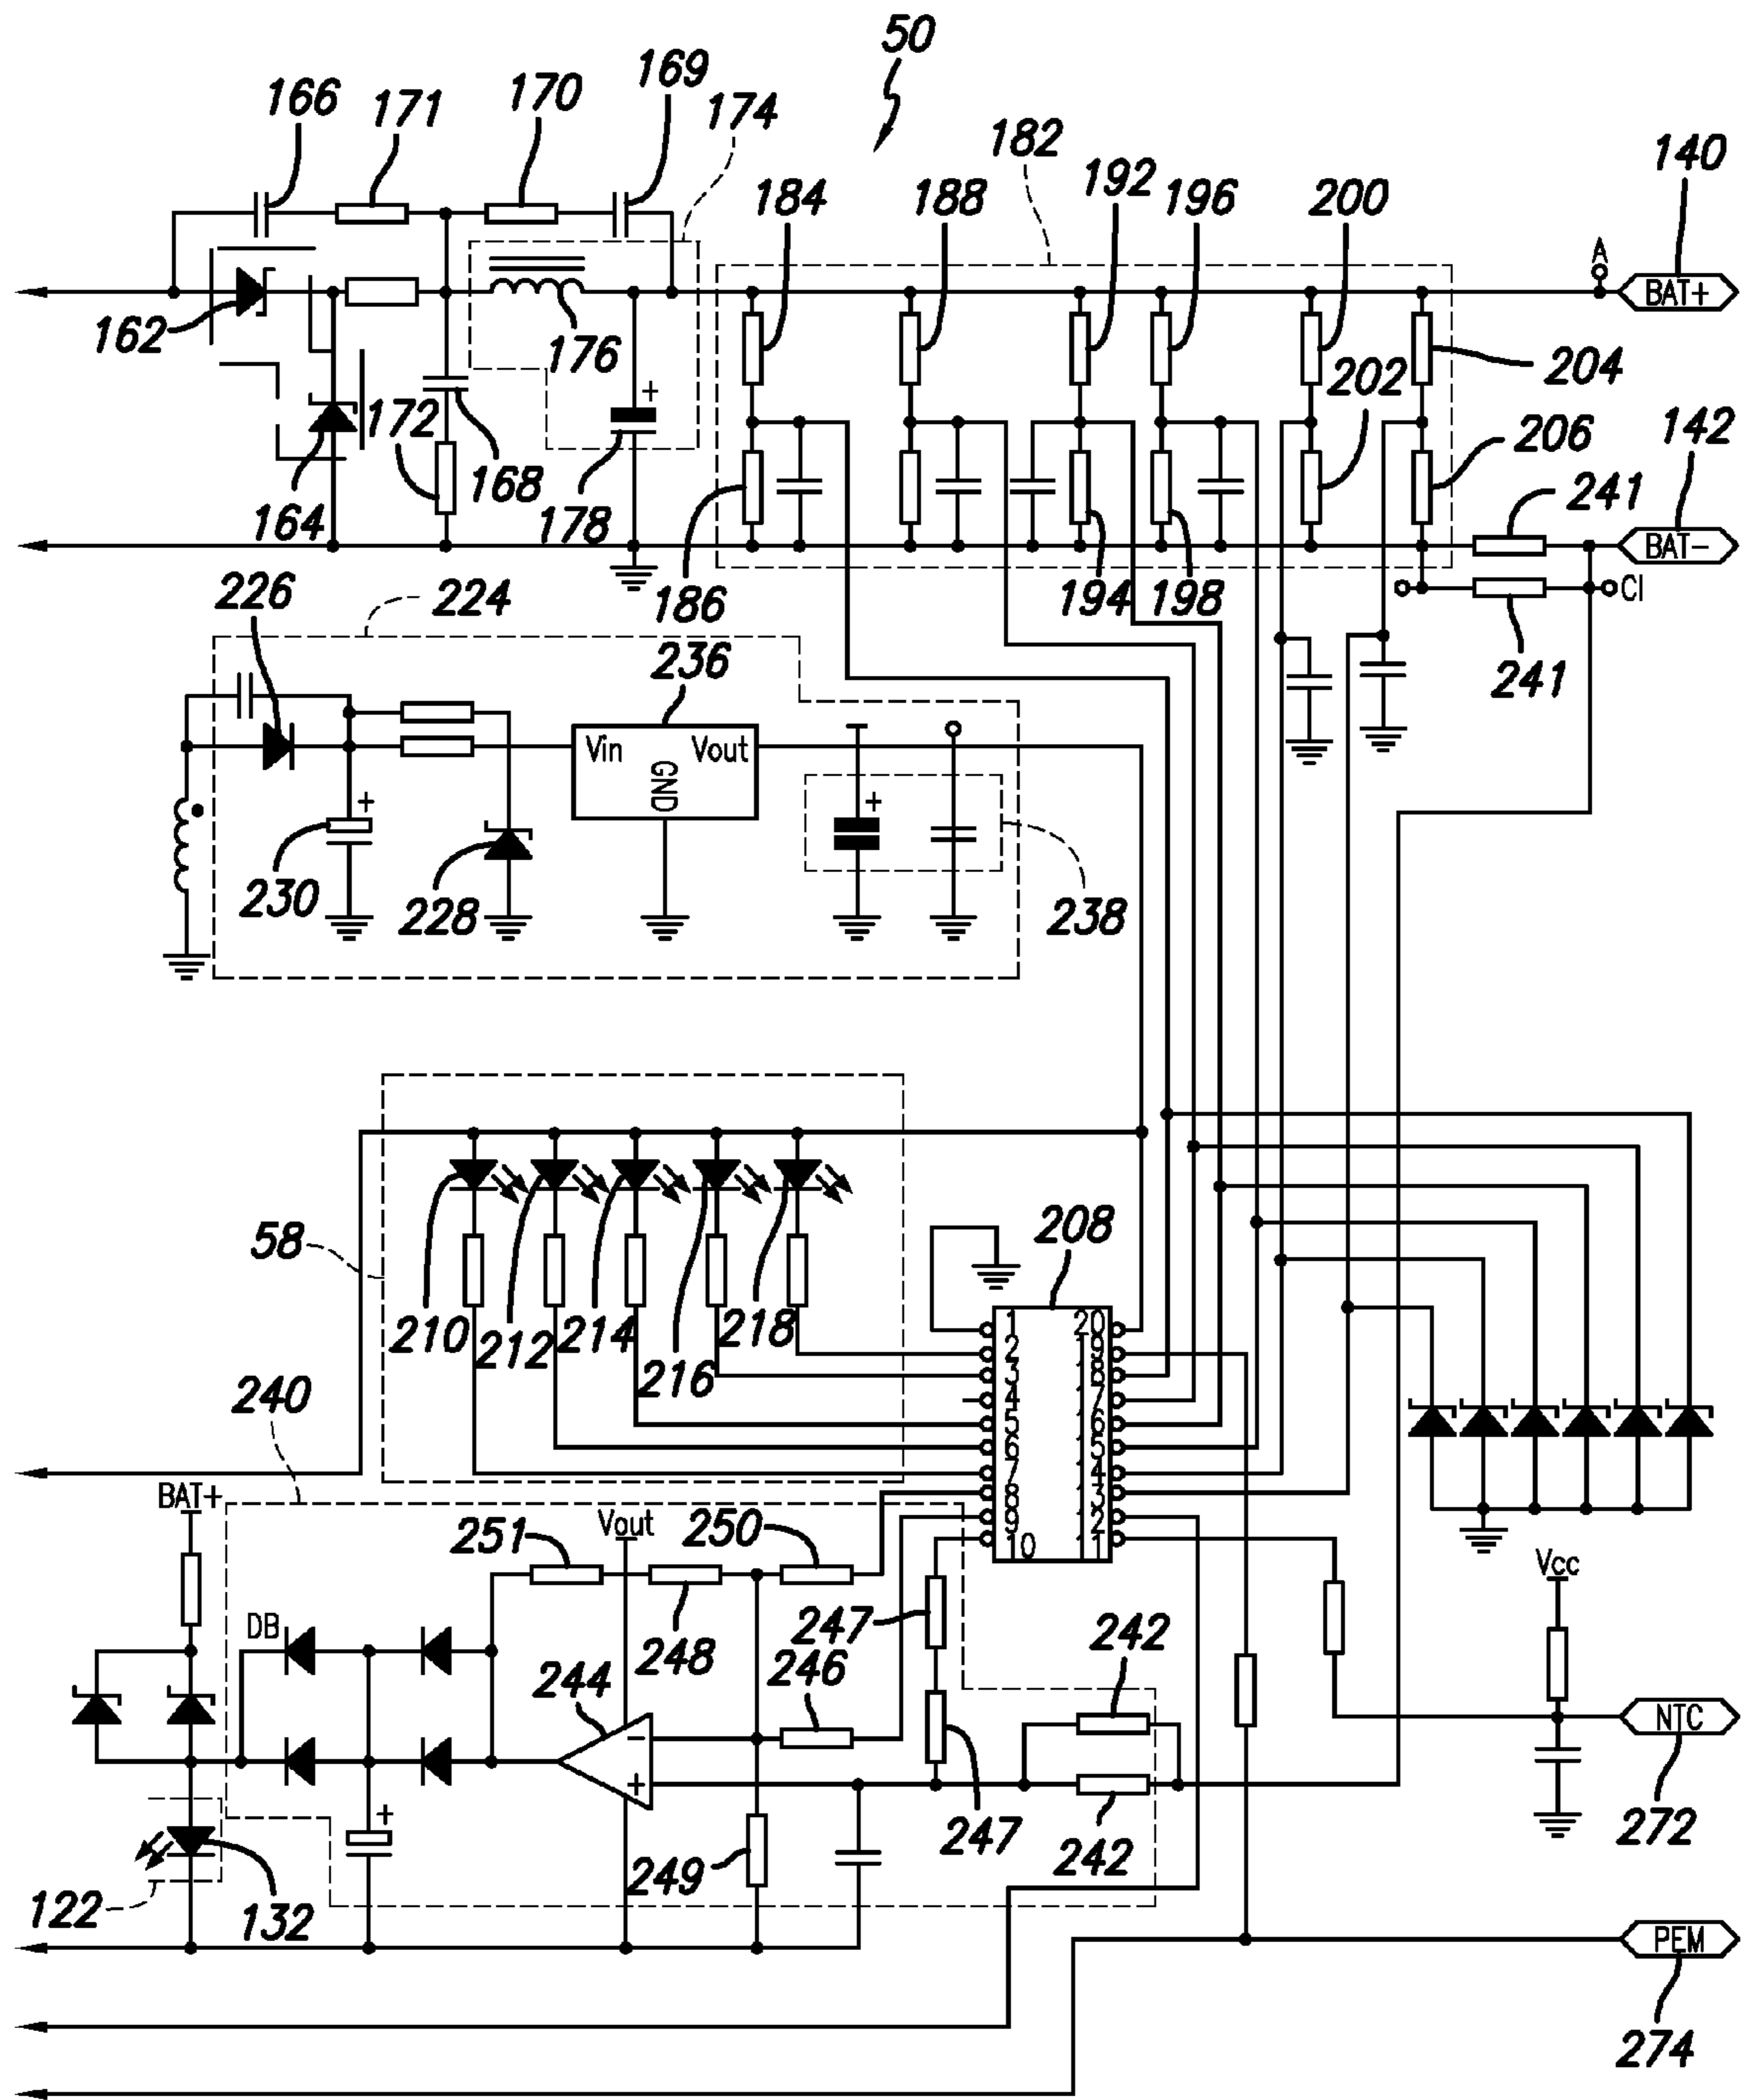 50
166 171 170 169 174 182 192 140
184 188 196 200
A
BAT+
162 176 202 204
+
172 206 142
168 241
164 178
BAT-
226 224 186 194 198 CI
236 241
Vin Vout
GND
+ +
230 228 238
58 208
210 212 214 216 218
1 20
2 19
3 18
4 17
5 16
6 15
7 14
8 13
9 12
10 11
240
BAT+
251 Vout 250
Vcc
DB 247 242
248 246
244
-
NTC
+
+ 272
249 247 242
122 132
PEM
274